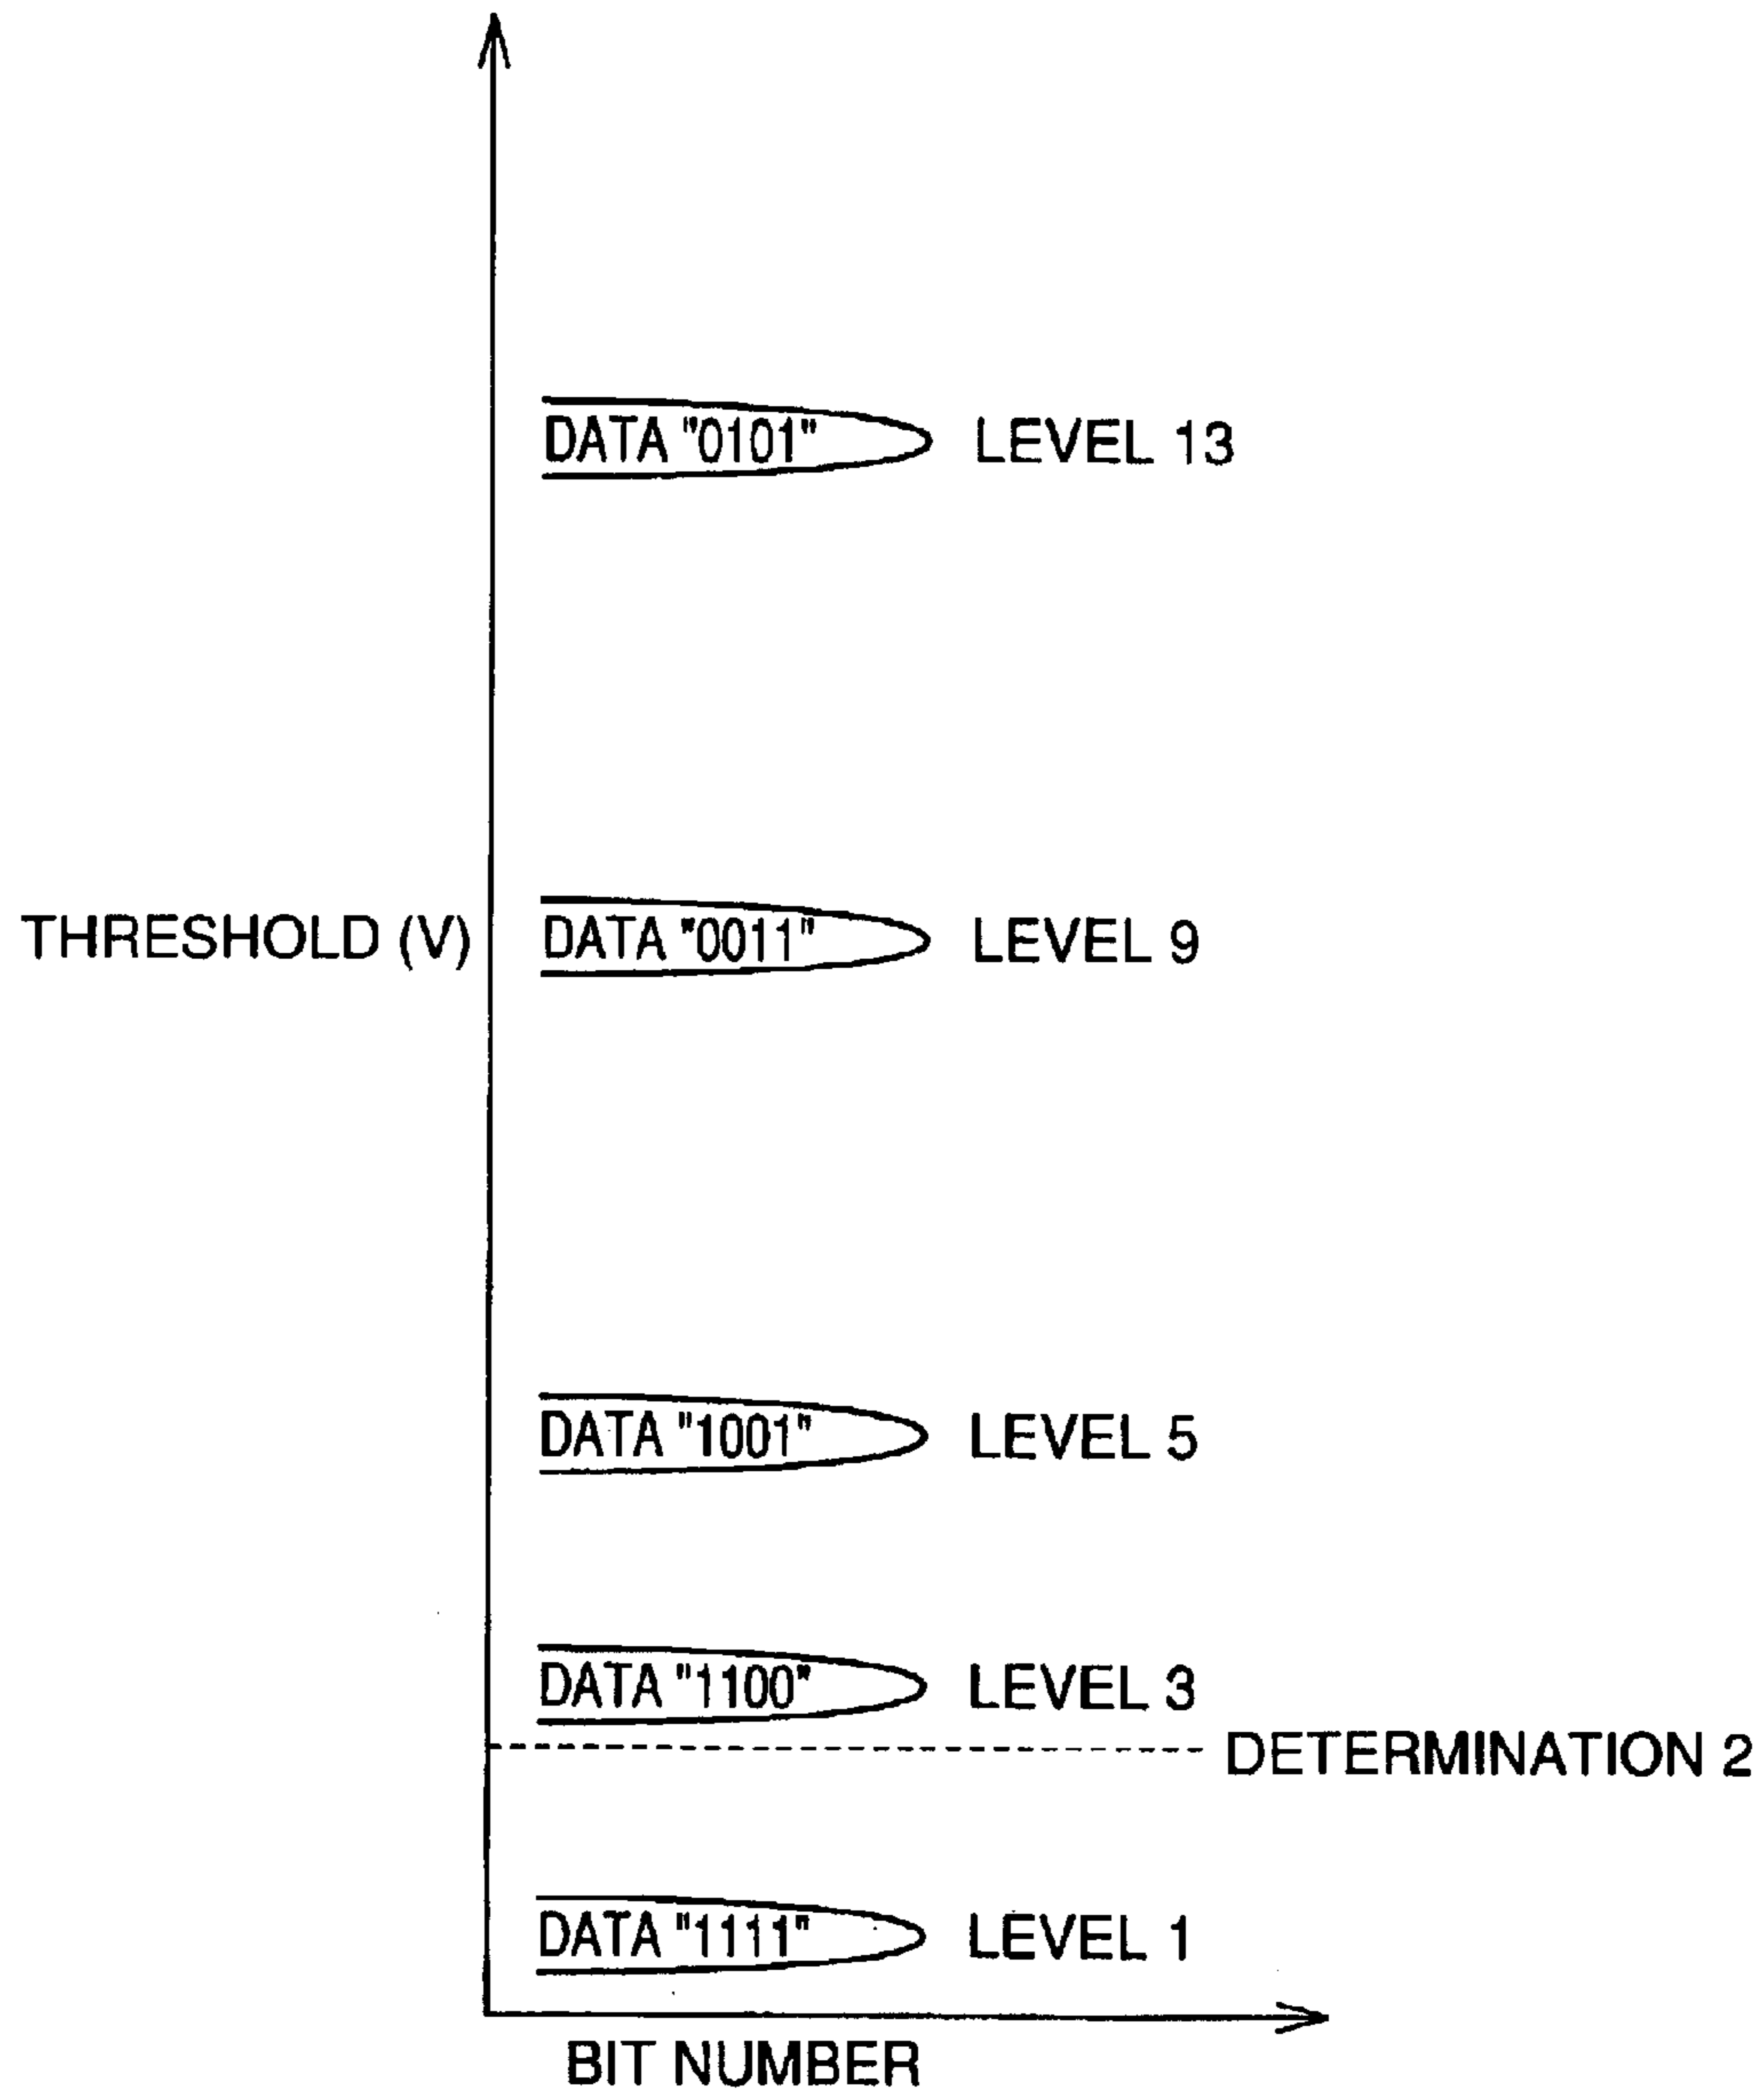 DATA "0101" LEVEL 13
THRESHOLD (V) DATA "0011" LEVEL 9
DATA "1001" LEVEL 5
DATA "1100" LEVEL 3
DETERMINATION 2
DATA "1111" LEVEL 1
BIT NUMBER